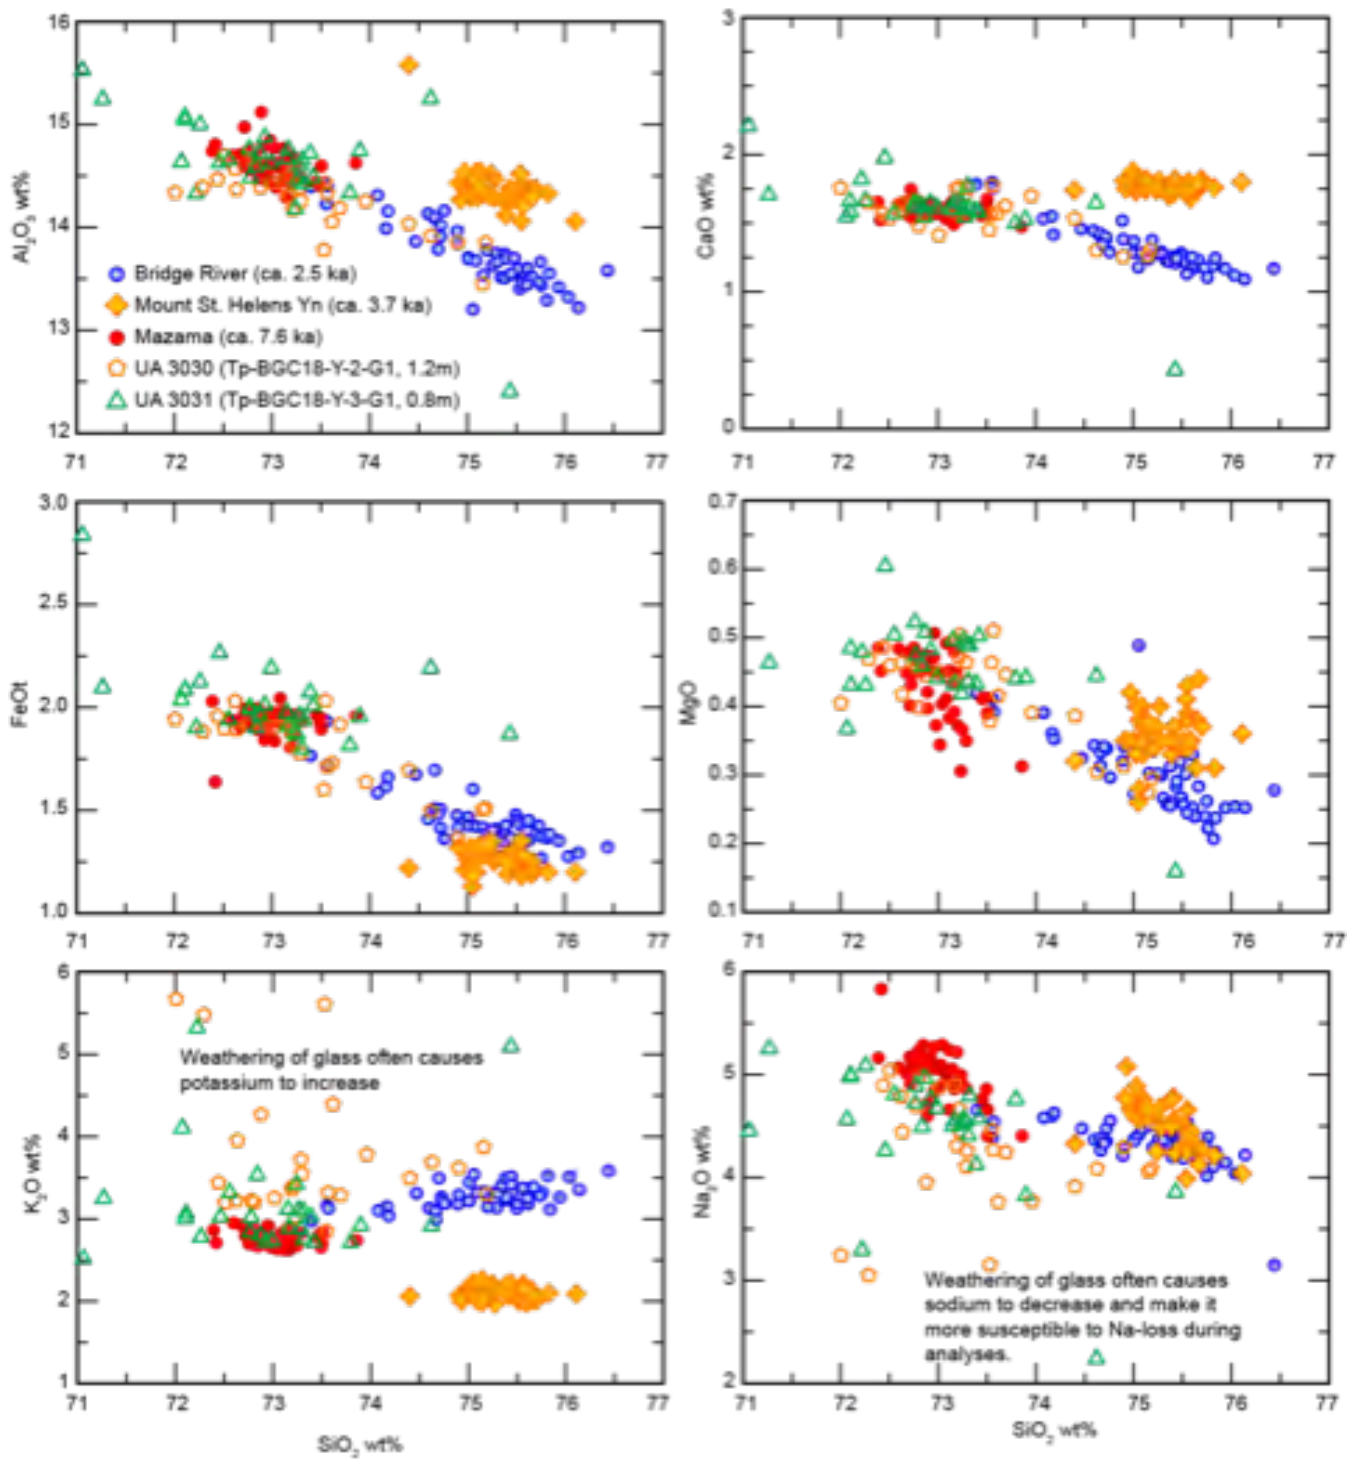 16
15
14
13
12
Al2O3 wt%
Bridge River (ca. 2.5 ka)
Mount St. Helens Yn (ca. 3.7 ka)
Mazama (ca. 7.6 ka)
UA 3030 (Tp-BGC18-Y-2-G1, 1.2m)
UA 3031 (Tp-BGC18-Y-3-G1, 0.8m)
71 72 73 74 75 76 77
3
2
1
0
CaO wt%
71 72 73 74 75 76 77
3.0
2.5
2.0
1.5
1.0
FeOt
71 72 73 74 75 76 77
0.7
0.6
0.5
0.4
0.3
0.2
0.1
MgO
71 72 73 74 75 76 77
6
5
4
3
2
1
K2O wt%
Weathering of glass often causes
potassium to increase
71 72 73 74 75 76 77
SiO2 wt%
6
5
4
3
2
Na2O wt%
Weathering of glass often causes
sodium to decrease and make it
more susceptible to Na-loss during
analyses.
71 72 73 74 75 76 77
SiO2 wt%